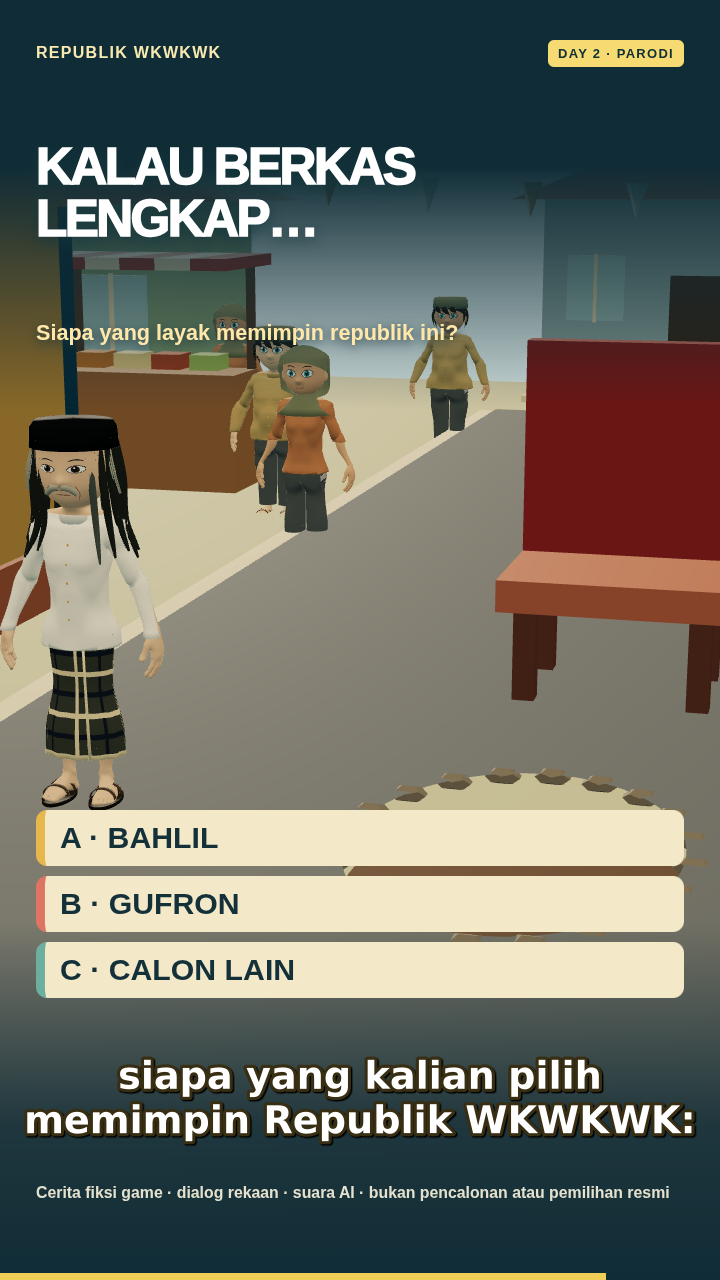 REPUBLIK WKWKWK
DAY 2 · PARODI
KALAU BERKAS
LENGKAP...
Siapa yang layak memimpin republik ini?
A · BAHLIL
B · GUFRON
C · CALON LAIN
siapa yang kalian pilih
memimpin Republik WKWKWK:
Cerita fiksi game · dialog rekaan · suara AI · bukan pencalonan atau pemilihan resmi